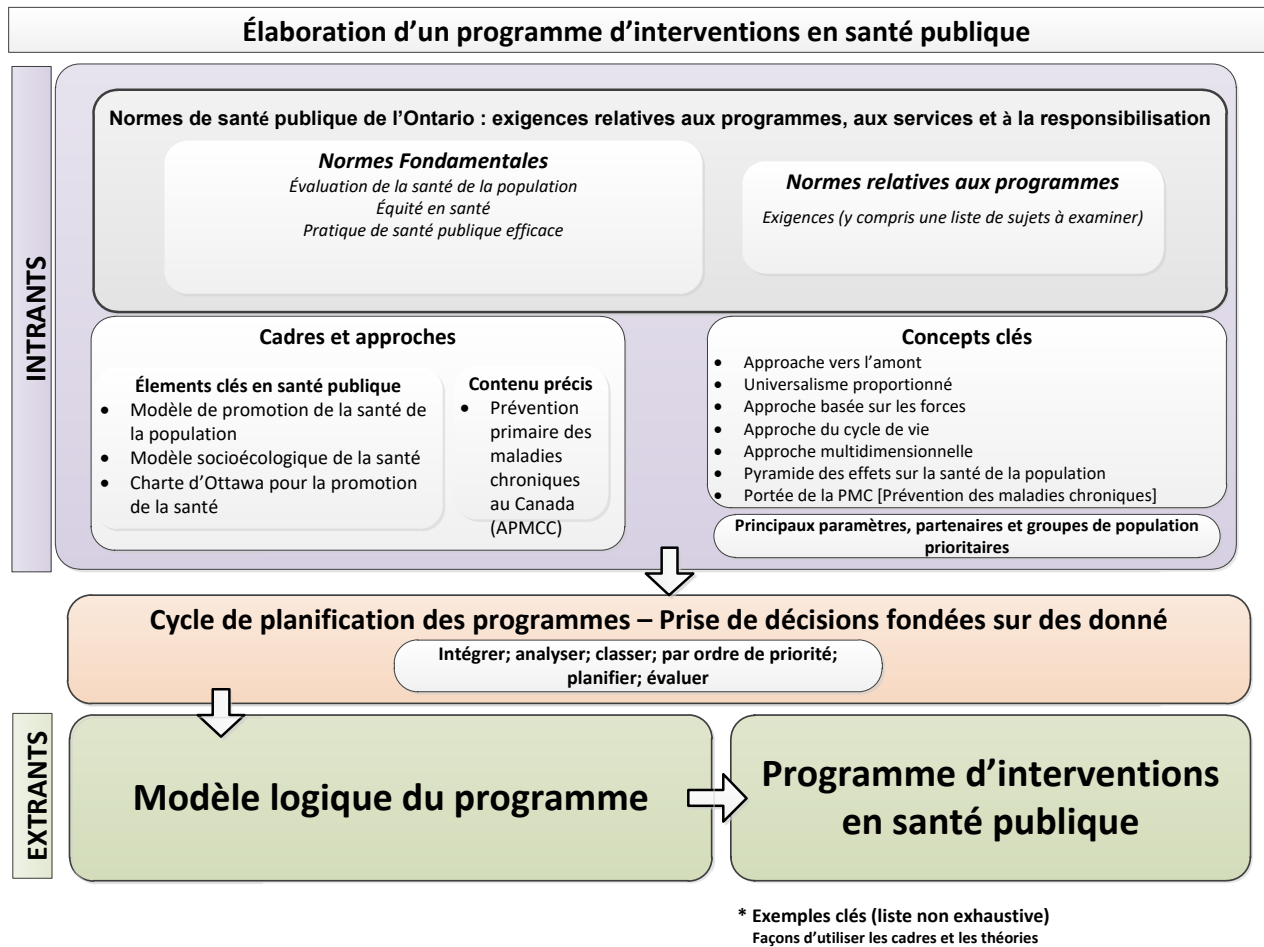 Élaboration d’un programme d’interventions en santé publique
INTRANTS
Normes de santé publique de l’Ontario : exigences relatives aux programmes, aux services et à la responsibilisation
Normes Fondamentales
Évaluation de la santé de la population
Équité en santé
Pratique de santé publique efficace
Normes relatives aux programmes
Exigences (y compris une liste de sujets à examiner)
Cadres et approches
Élements clés en santé publique
• Modèle de promotion de la santé de
la population
• Modèle socioécologique de la santé
• Charte d’Ottawa pour la promotion
de la santé
Contenu précis
• Prévention
primaire des
maladies
chroniques
au Canada
(APMCC)
Concepts clés
• Approache vers l’amont
• Universalisme proportionné
• Approche basée sur les forces
• Approche du cycle de vie
• Approche multidimensionnelle
• Pyramide des effets sur la santé de la population
• Portée de la PMC [Prévention des maladies chroniques]
Principaux paramètres, partenaires et groupes de population
prioritaires
Cycle de planification des programmes – Prise de décisions fondées sur des donné
Intégrer; analyser; classer; par ordre de priorité;
planifier; évaluer
EXTRANTS
Modèle logique du programme
Programme d’interventions
en santé publique
* Exemples clés (liste non exhaustive)
Façons d’utiliser les cadres et les théories